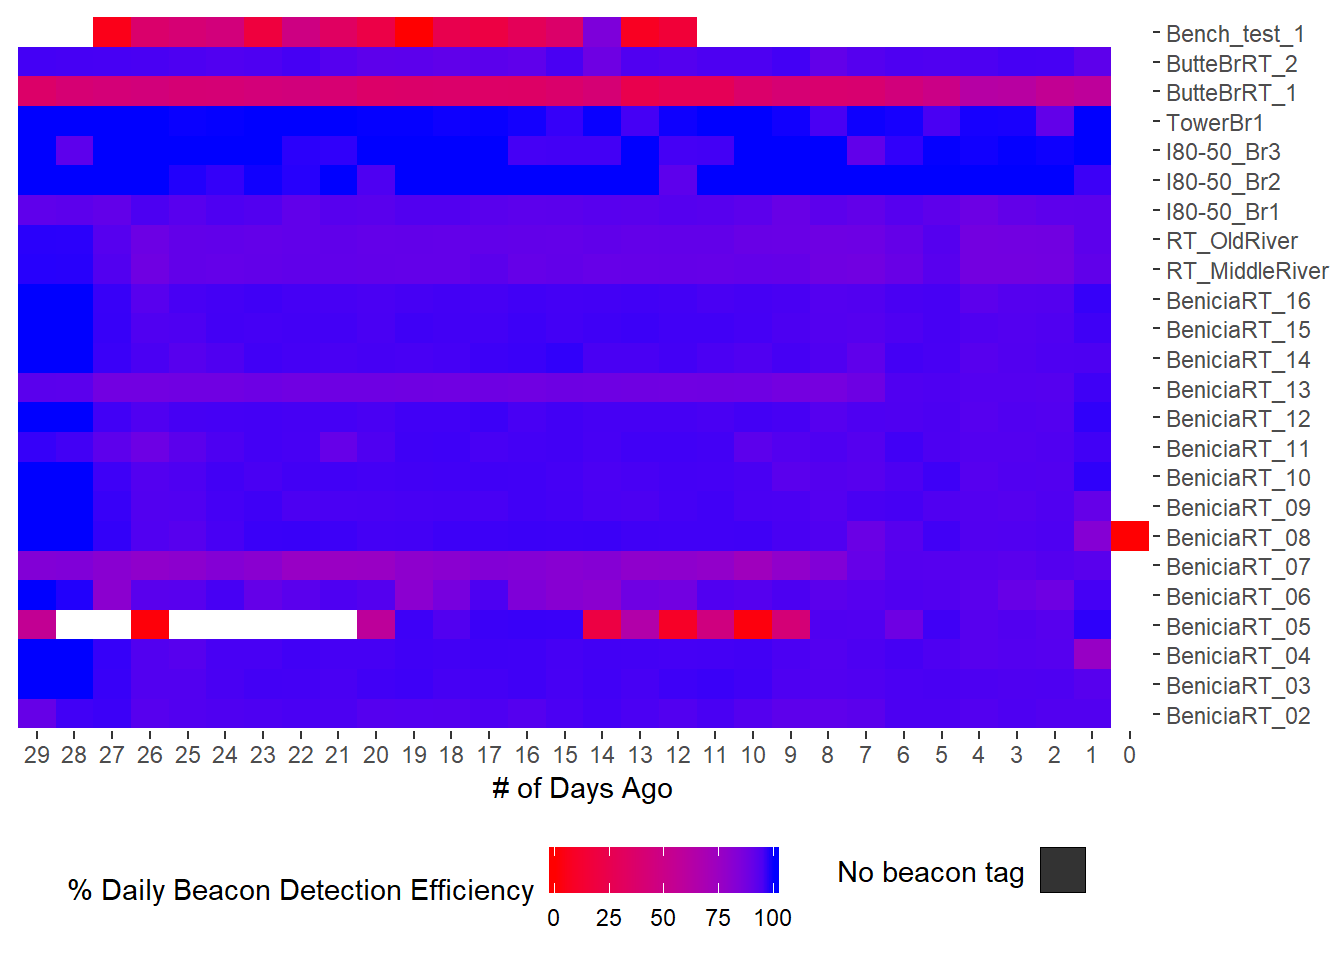 Bench_test_1
ButteBrRT_2
ButteBrRT_1
TowerBr1
I80-50_Br3
I80-50_Br2
I80-50_Br1
RT_OldRiver
RT_MiddleRiver
BeniciaRT_16
BeniciaRT_15
BeniciaRT_14
BeniciaRT_13
BeniciaRT_12
BeniciaRT_11
BeniciaRT_10
BeniciaRT_09
BeniciaRT_08
BeniciaRT_07
BeniciaRT_06
BeniciaRT_05
BeniciaRT_04
BeniciaRT_03
BeniciaRT_02
29 28 27 26 25 24 23 22 21 20 19 18 17 16 15 14 13 12 11 10 9 8 7 6 5 4 3 2 1 0
# of Days Ago
% Daily Beacon Detection Efficiency
0 25 50 75 100
No beacon tag